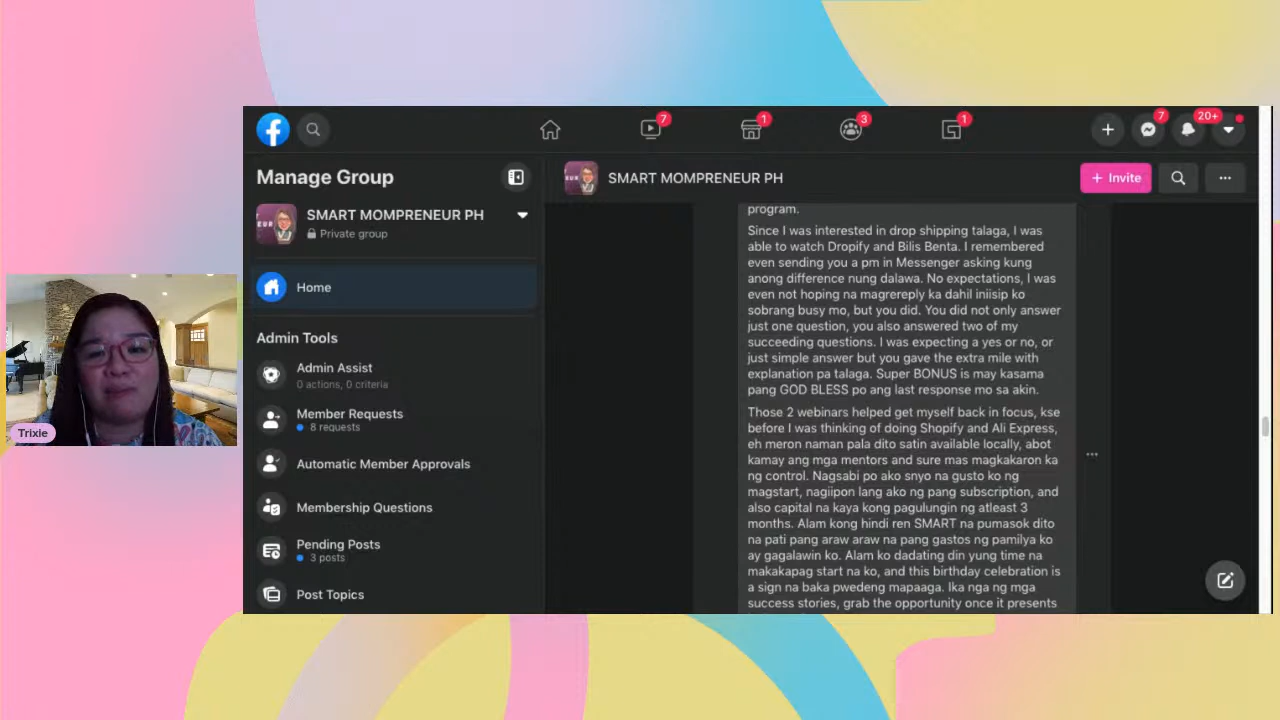 7
1
3
1
7
20+
Manage Group
SMART MOMPRENEUR PH
Private group
Home
Admin Tools
Admin Assist
0 actions, 0 criteria
Member Requests
8 requests
Automatic Member Approvals
Membership Questions
Pending Posts
3 posts
Post Topics
SMART MOMPRENEUR PH
+ Invite
program.
Since I was interested in drop shipping talaga, I was
able to watch Dropify and Bilis Benta. I remembered
even sending you a pm in Messenger asking kung
anong difference nung dalawa. No expectations, I was
even not hoping na magrereply ka dahil iniisip ko
sobrang busy mo, but you did. You did not only answer
just one question, you also answered two of my
succeeding questions. I was expecting a yes or no, or
just simple answer but you gave the extra mile with
explanation pa talaga. Super BONUS is may kasama
pang GOD BLESS po ang last response mo sa akin.
Those 2 webinars helped get myself back in focus, kse
before I was thinking of doing Shopify and Ali Express,
eh meron naman pala dito satin available locally, abot
kamay ang mga mentors and sure mas magkakaron ka
ng control. Nagsabi po ako snyo na gusto ko ng
magstart, nagiipon lang ako ng pang subscription, and
also capital na kaya kong pagulungin ng atleast 3
months. Alam kong hindi ren SMART na pumasok dito
na pati pang araw araw na pang gastos ng pamilya ko
ay gagalawin ko. Alam ko dadating din yung time na
makakapag start na ko, and this birthday celebration is
a sign na baka pwedeng mapaaga. Ika nga ng mga
success stories, grab the opportunity once it presents
Trixie